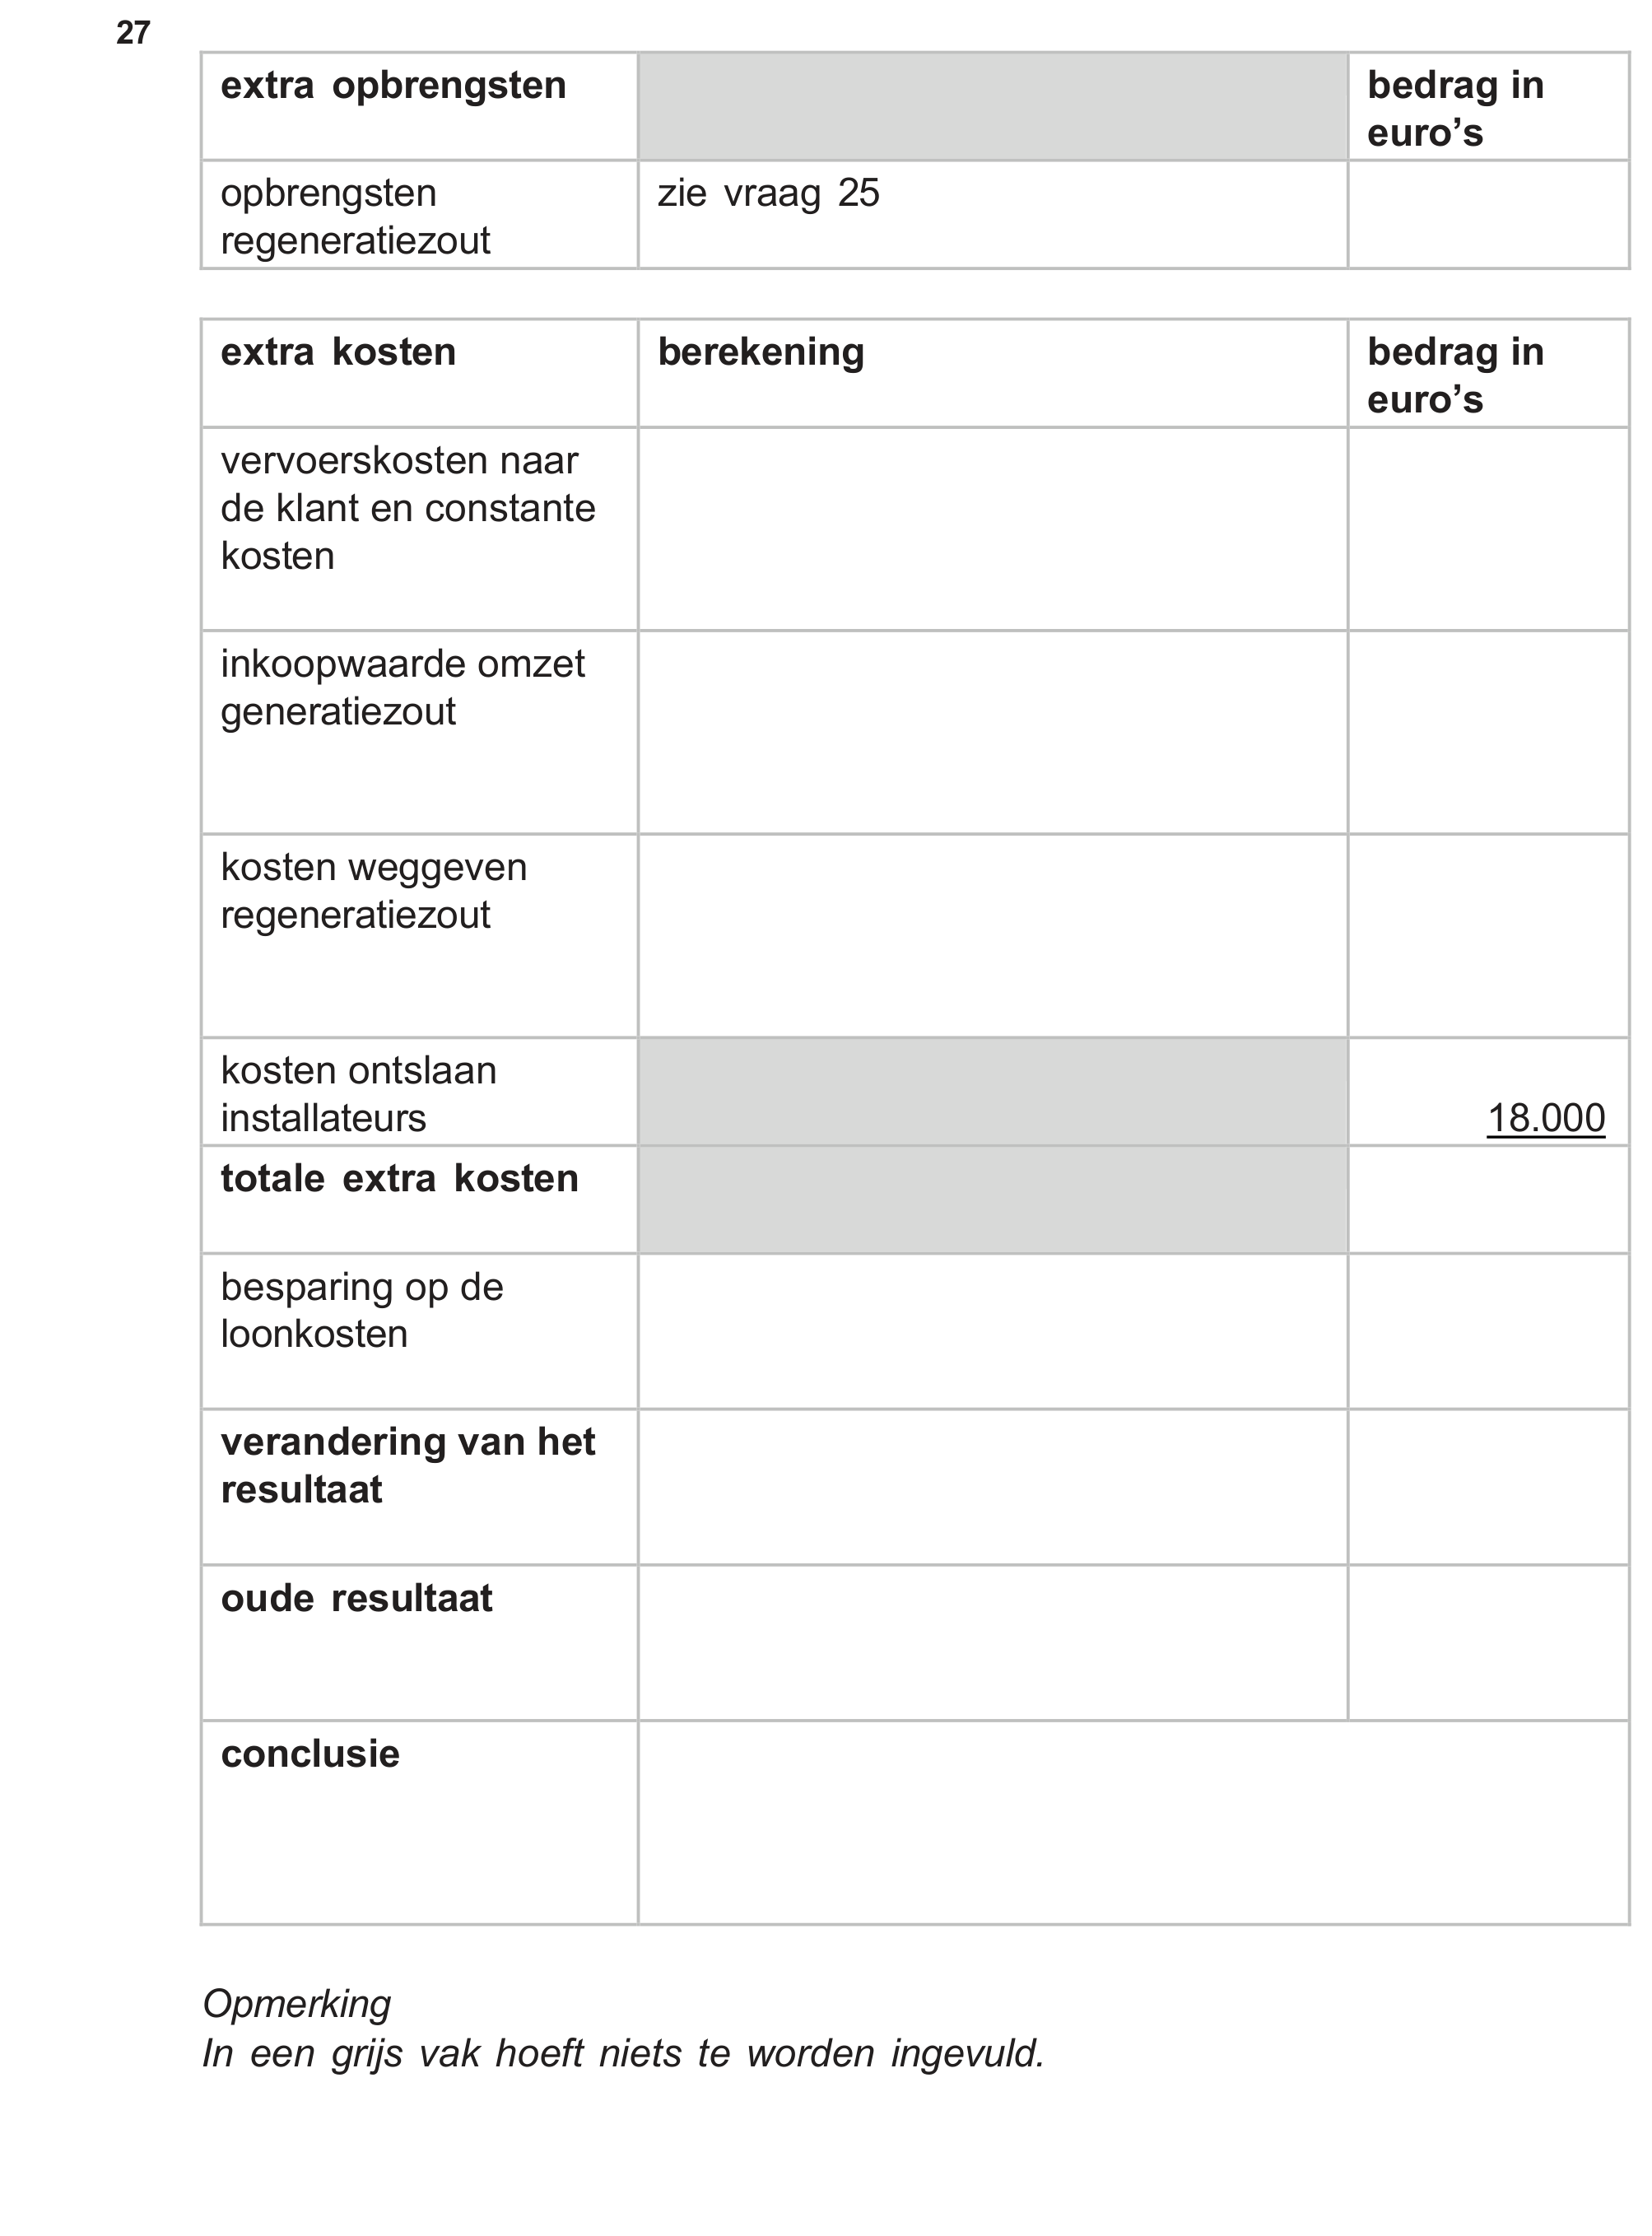 27
extra opbrengsten
bedrag in
euro's
opbrengsten
regeneratiezout
zie vraag 25
extra kosten
berekening
bedrag in
euro's
vervoerskosten naar
de klant en constante
kosten
inkoopwaarde omzet
generatiezout
kosten weggeven
regeneratiezout
kosten ontslaan
installateurs
18.000
totale extra kosten
besparing op de
loonkosten
verandering van het
resultaat
oude resultaat
conclusie
Opmerking
In een grijs vak hoeft niets te worden ingevuld.